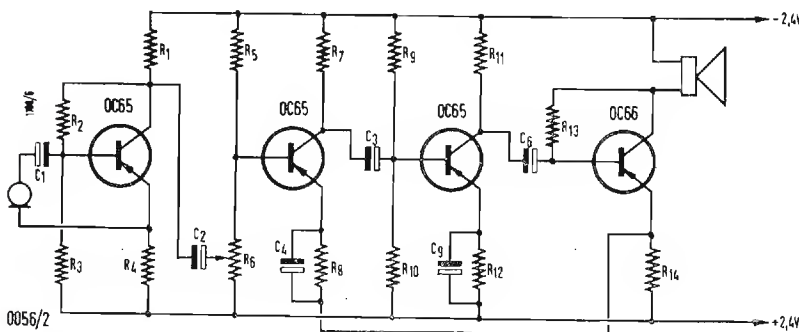 - 2,4V
R1
R5
R7
R9
R11
OC65
OC65
OC65
OC66
R2
R13
C1
C3
C6
C2
C4
C9
R3
R4
R6
R8
R10
R12
R14
0056/2
+2,4V